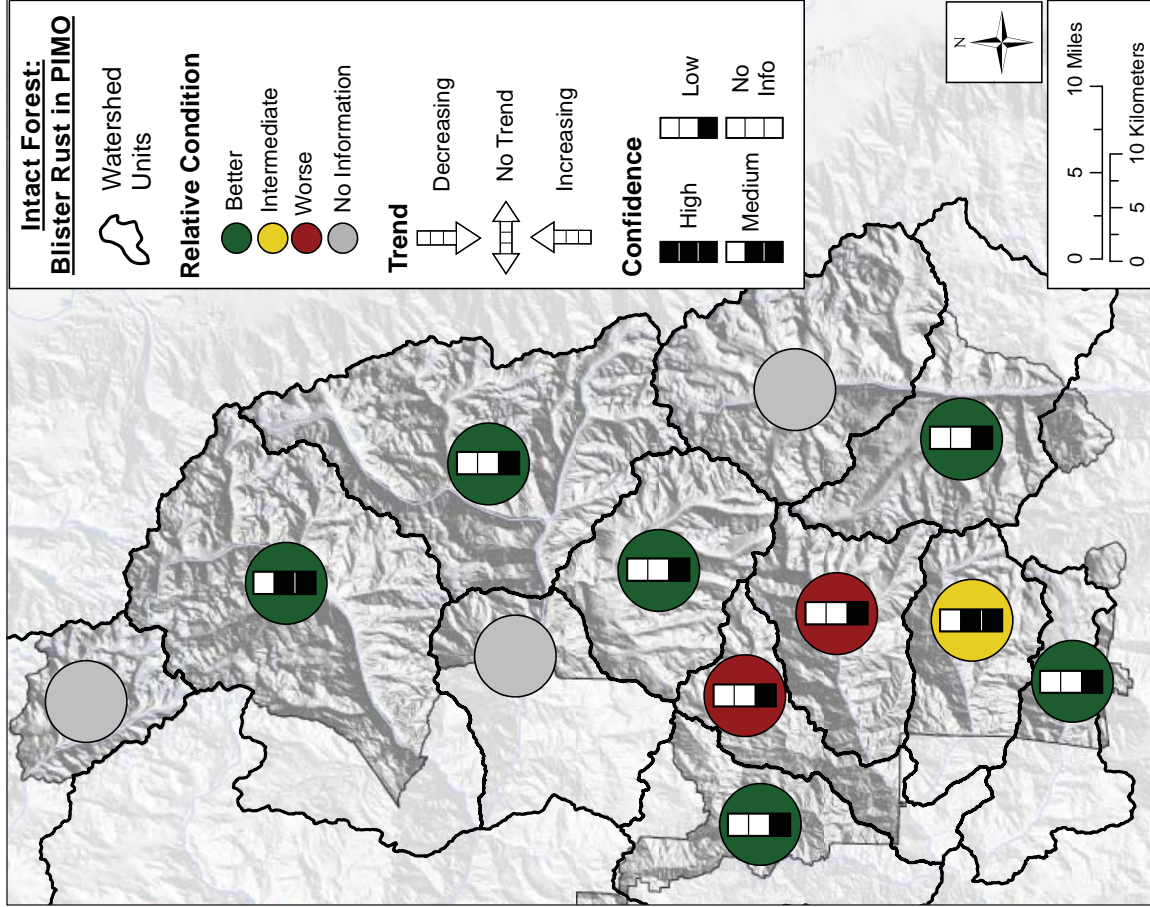 Intact Forest:
Blister Rust in PIMO
Watershed
Units
Relative Condition
Better
Intermediate
Worse
No Information
Trend
Decreasing
No Trend
Increasing
Confidence
High
Low
Medium
No
Info
N
0 5 10 Miles
0 5 10 Kilometers